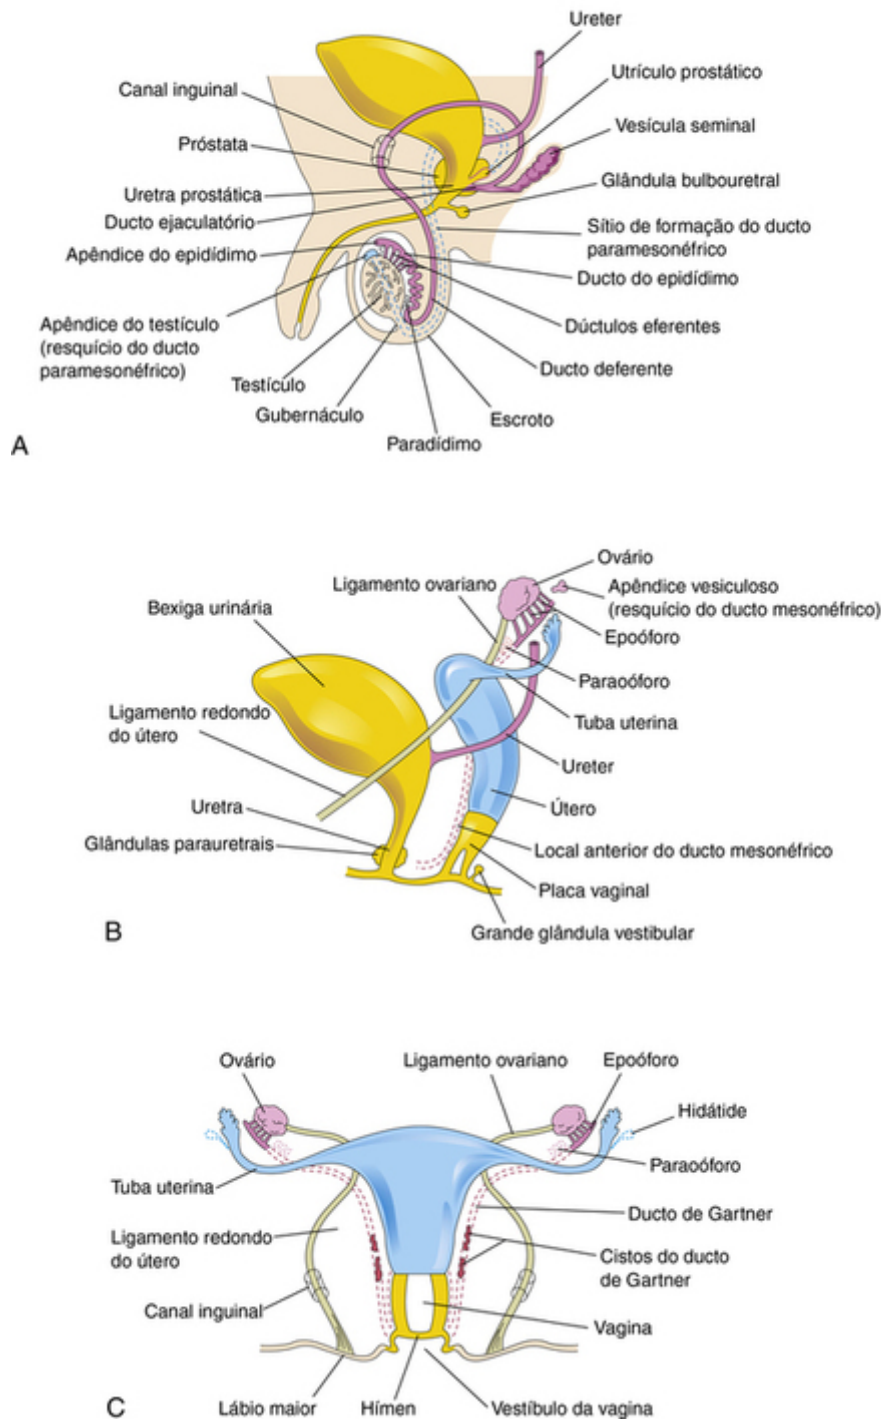 Ureter
Canal inguinal
Utrículo prostático
Próstata
Vesícula seminal
Uretra prostática
Glândula bulbouretral
Ducto ejaculatório
Sítio de formação do ducto
paramesonéfrico
Apêndice do epidídimo
Ducto do epidídimo
Apêndice do testículo
(resquício do ducto
paramesonéfrico)
Dúctulos eferentes
Ducto deferente
Testículo
Gubernáculo
Escroto
Paradídimo
A
Ovário
Ligamento ovariano
Apêndice vesiculoso
(resquício do ducto mesonéfrico)
Bexiga urinária
Epoóforo
Paraoóforo
Ligamento redondo
do útero
Tuba uterina
Ureter
Uretra
Útero
Glândulas parauretrais
Local anterior do ducto mesonéfrico
Placa vaginal
Grande glândula vestibular
B
Ovário
Ligamento ovariano
Epoóforo
Hidátide
Paraoóforo
Tuba uterina
Ducto de Gartner
Ligamento redondo
do útero
Cistos do ducto
de Gartner
Canal inguinal
Vagina
Lábio maior
Hímen
Vestíbulo da vagina
C